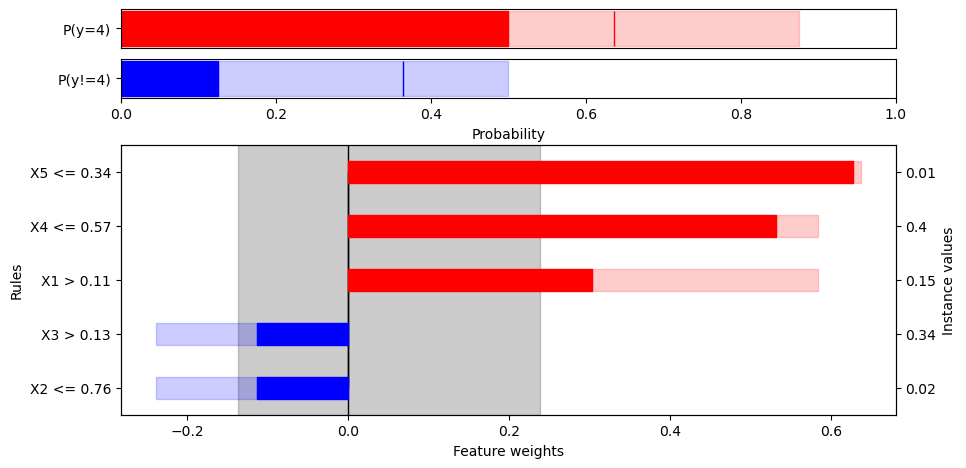 P(y=4)
P(y!=4)
0.0 0.2 0.4 0.6 0.8 1.0
Probability
X5 <= 0.34 0.01
X4 <= 0.57 0.4
X1 > 0.11 0.15
X3 > 0.13 0.34
X2 <= 0.76 0.02
Rules
Instance values
−0.2 0.0 0.2 0.4 0.6
Feature weights